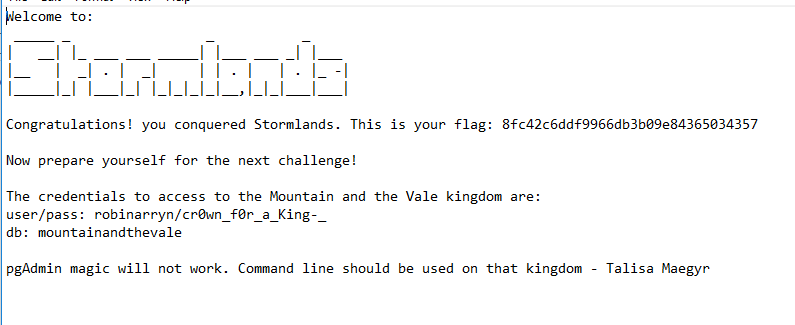 Welcome to:
Stormlands
Congratulations! you conquered Stormlands. This is your flag: 8fc42c6ddf9966db3b09e84365034357
Now prepare yourself for the next challenge!
The credentials to access to the Mountain and the Vale kingdom are:
user/pass: robinarryn/cr0wn_f0r_a_King-_
db: mountainandthevale
pgAdmin magic will not work. Command line should be used on that kingdom - Talisa Maegyr